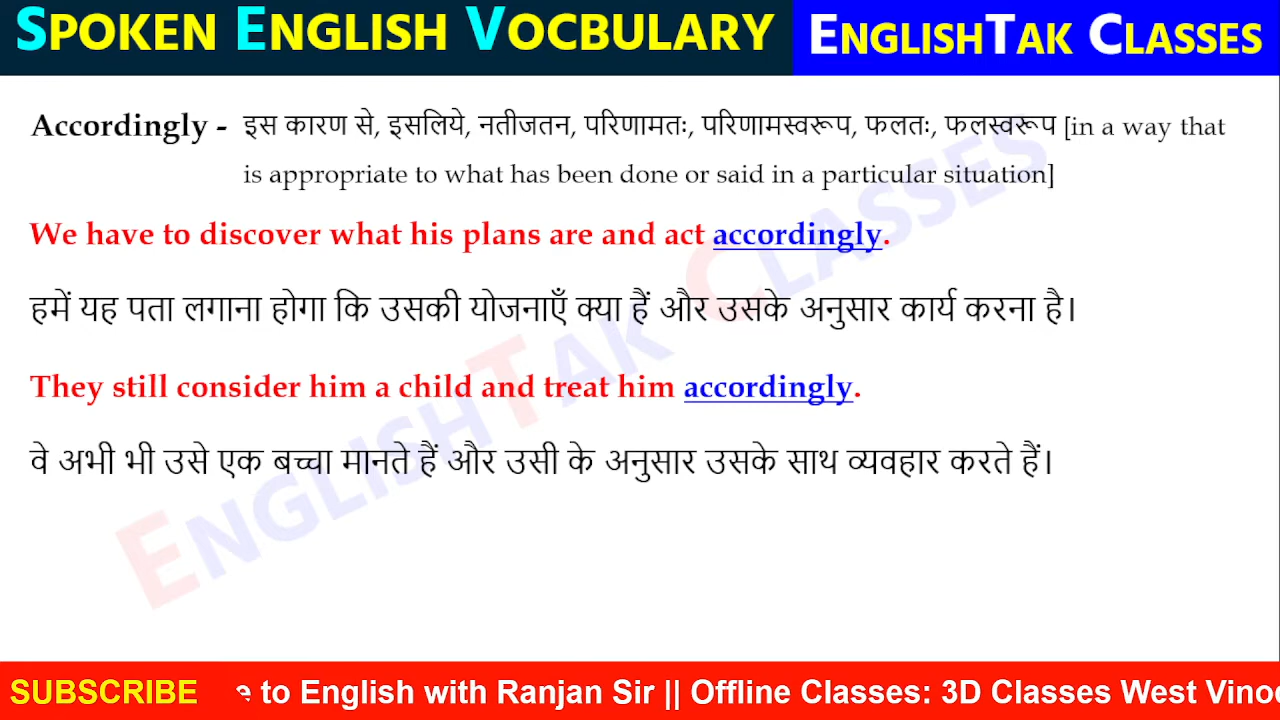 SPOKEN ENGLISH VOCBULARY
ENGLISHTAK CLASSES
Accordingly - इस कारण से, इसलिये, नतीजतन, परिणामतः, परिणामस्वरूप, फलतः, फलस्वरूप [in a way that
is appropriate to what has been done or said in a particular situation]
We have to discover what his plans are and act accordingly.
हमें यह पता लगाना होगा कि उसकी योजनाएँ क्या हैं और उसके अनुसार कार्य करना है।
They still consider him a child and treat him accordingly.
वे अभी भी उसे एक बच्चा मानते हैं और उसी के अनुसार उसके साथ व्यवहार करते हैं।
ENGLISHTAK CLASSES
SUBSCRIBE e to English with Ranjan Sir || Offline Classes: 3D Classes West Vino